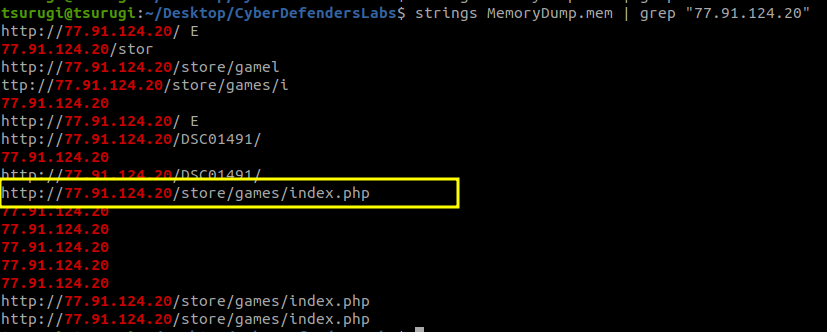 tsurugi@tsurugi:~/Desktop/CyberDefendersLabs$ strings MemoryDump.mem | grep "77.91.124.20"
http://77.91.124.20/ E
77.91.124.20/stor
http://77.91.124.20/store/gamel
ttp://77.91.124.20/store/games/i
77.91.124.20
http://77.91.124.20/ E
http://77.91.124.20/DSC01491/
77.91.124.20
http://77.91.124.20/DSC01491/
http://77.91.124.20/store/games/index.php
77.91.124.20
77.91.124.20
77.91.124.20
77.91.124.20
77.91.124.20
http://77.91.124.20/store/games/index.php
http://77.91.124.20/store/games/index.php